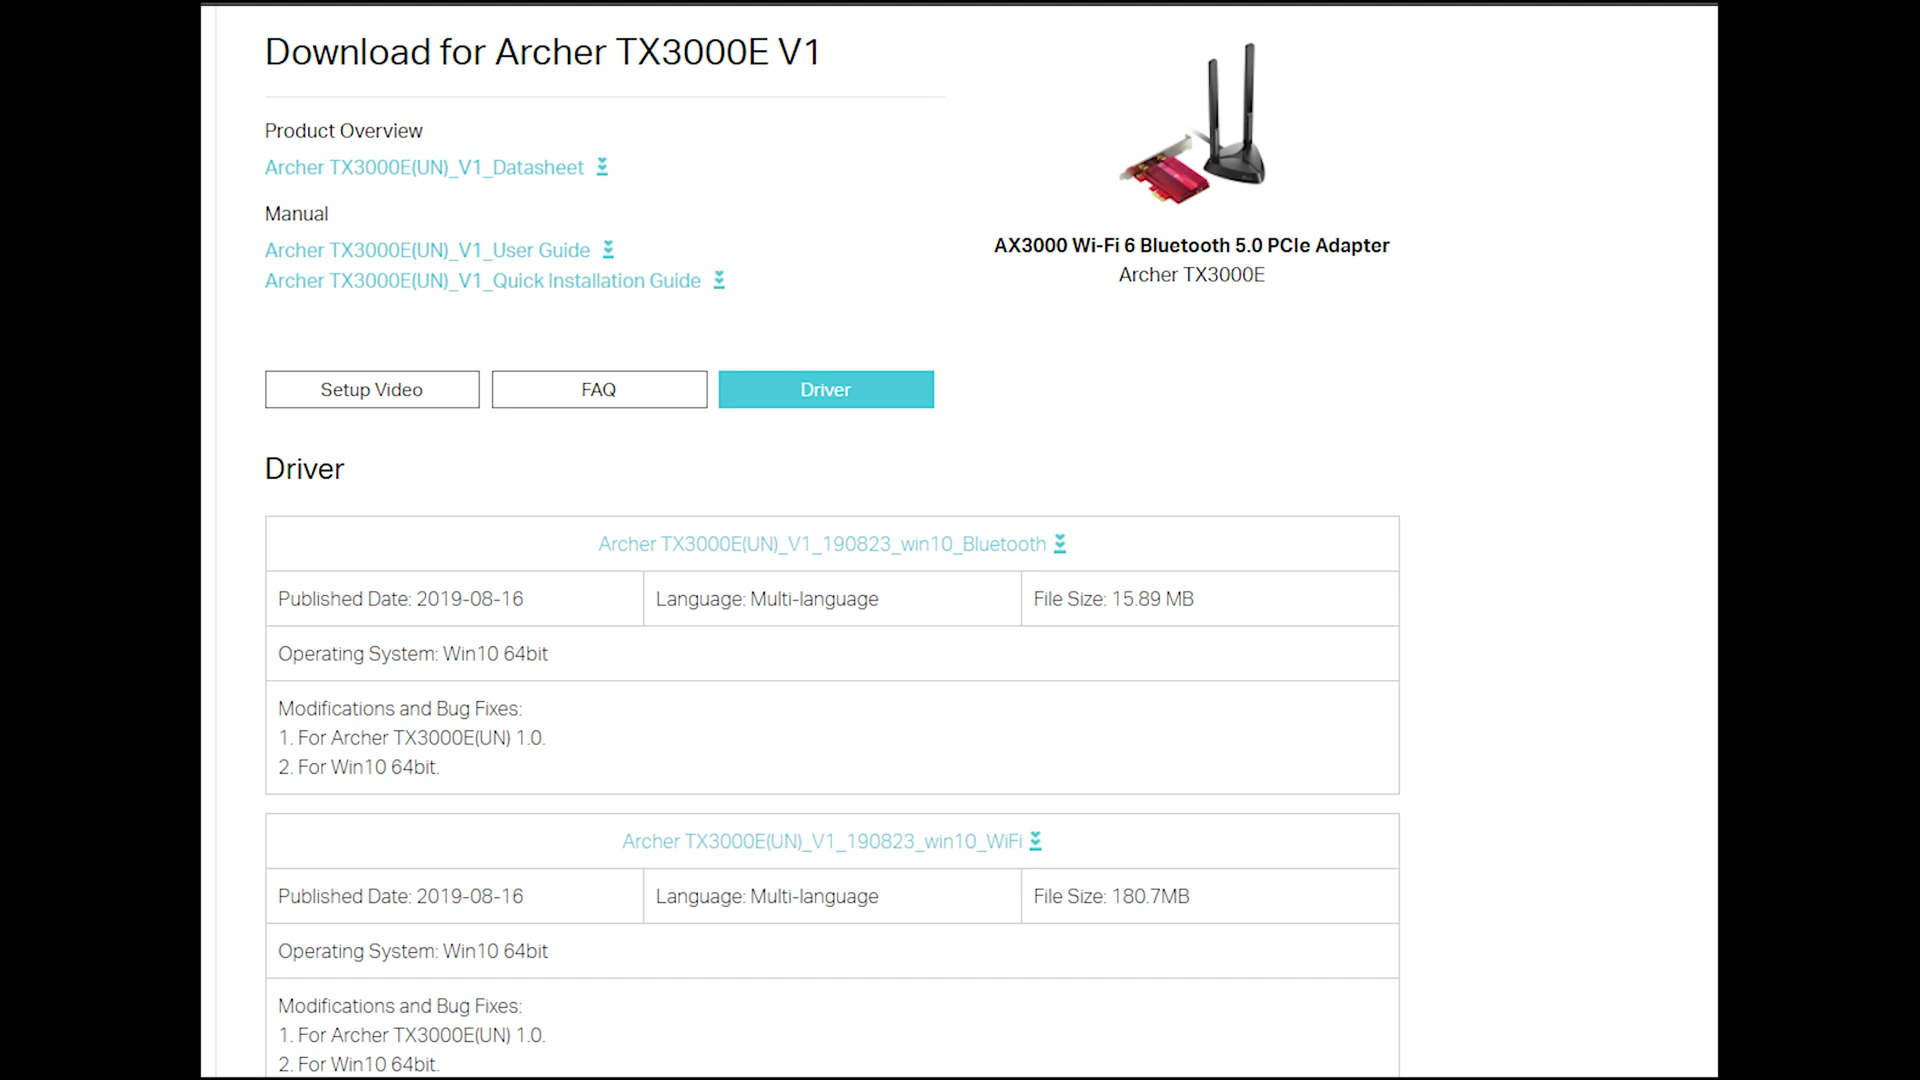 Download for Archer TX3000E V1
Product Overview
Archer TX3000E(UN)_V1_Datasheet
Manual
Archer TX3000E(UN)_V1_User Guide
Archer TX3000E(UN)_V1_Quick Installation Guide
AX3000 Wi-Fi 6 Bluetooth 5.0 PCIe Adapter
Archer TX3000E
Setup Video
FAQ
Driver
Driver
Archer TX3000E(UN)_V1_190823_win10_Bluetooth
Published Date: 2019-08-16
Language: Multi-language
File Size: 15.89 MB
Operating System: Win10 64bit
Modifications and Bug Fixes:
1. For Archer TX3000E(UN) 1.0.
2. For Win10 64bit.
Archer TX3000E(UN)_V1_190823_win10_WiFi
Published Date: 2019-08-16
Language: Multi-language
File Size: 180.7MB
Operating System: Win10 64bit
Modifications and Bug Fixes:
1. For Archer TX3000E(UN) 1.0.
2. For Win10 64bit.